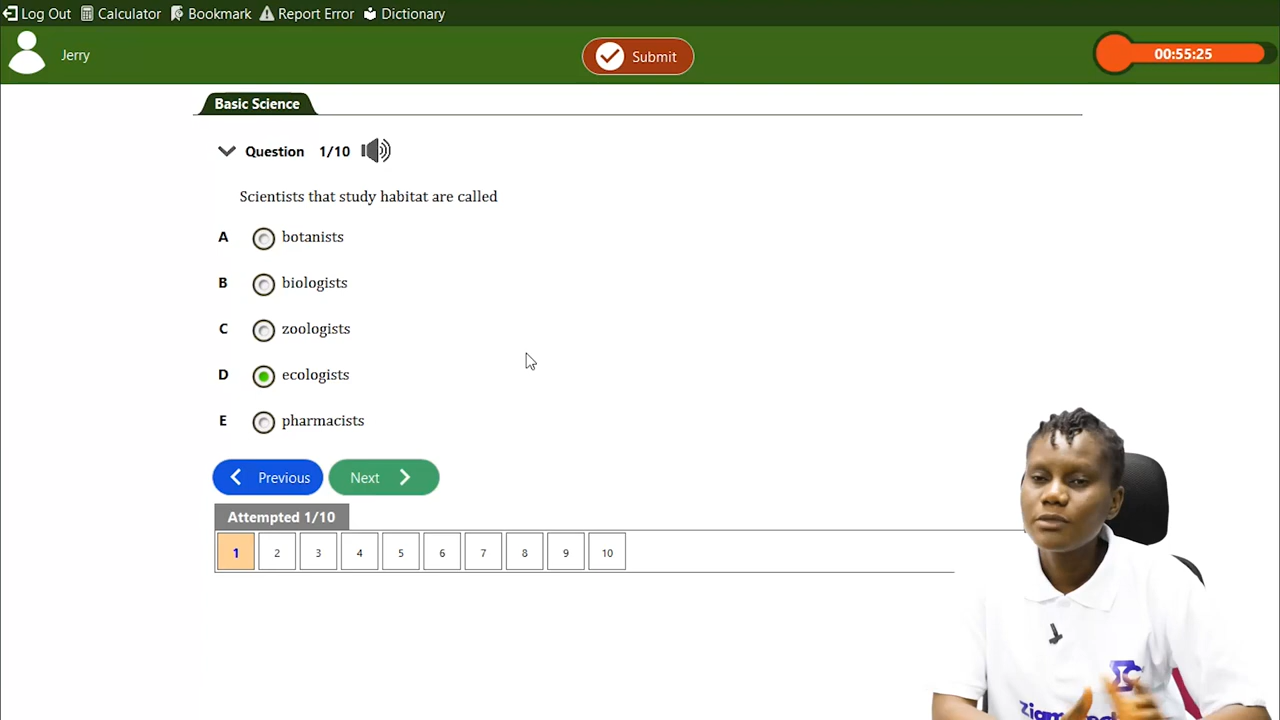 Log Out Calculator Bookmark Report Error Dictionary
Jerry Submit 00:55:25
Basic Science
Question 1/10
Scientists that study habitat are called
A botanists
B biologists
C zoologists
D ecologists
E pharmacists
Previous Next
Attempted 1/10
1 2 3 4 5 6 7 8 9 10